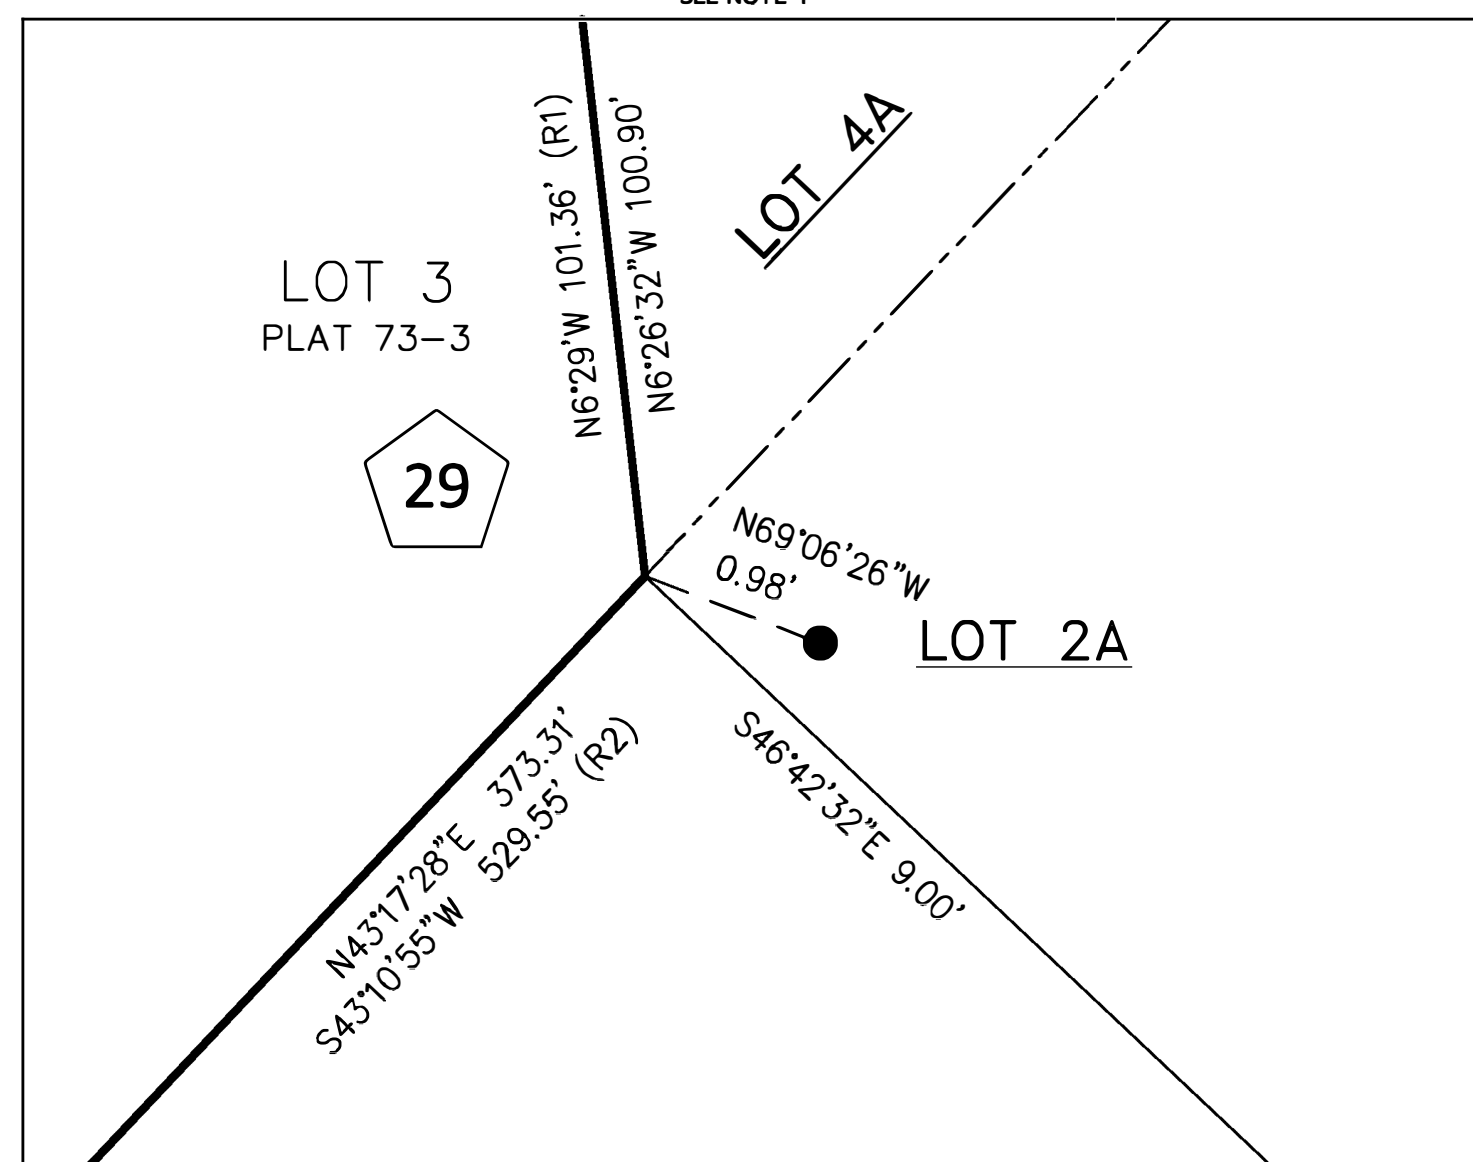 N6°29'W 101.36' (R1)
N6°26'32"W 100.90'
LOT 4A
LOT 3
PLAT 73-3
29
N69°06'26"W
0.98'
LOT 2A
N43°17'28"E 373.31'
S43°10'55"W 529.55' (R2)
S46°42'32"E 9.00'